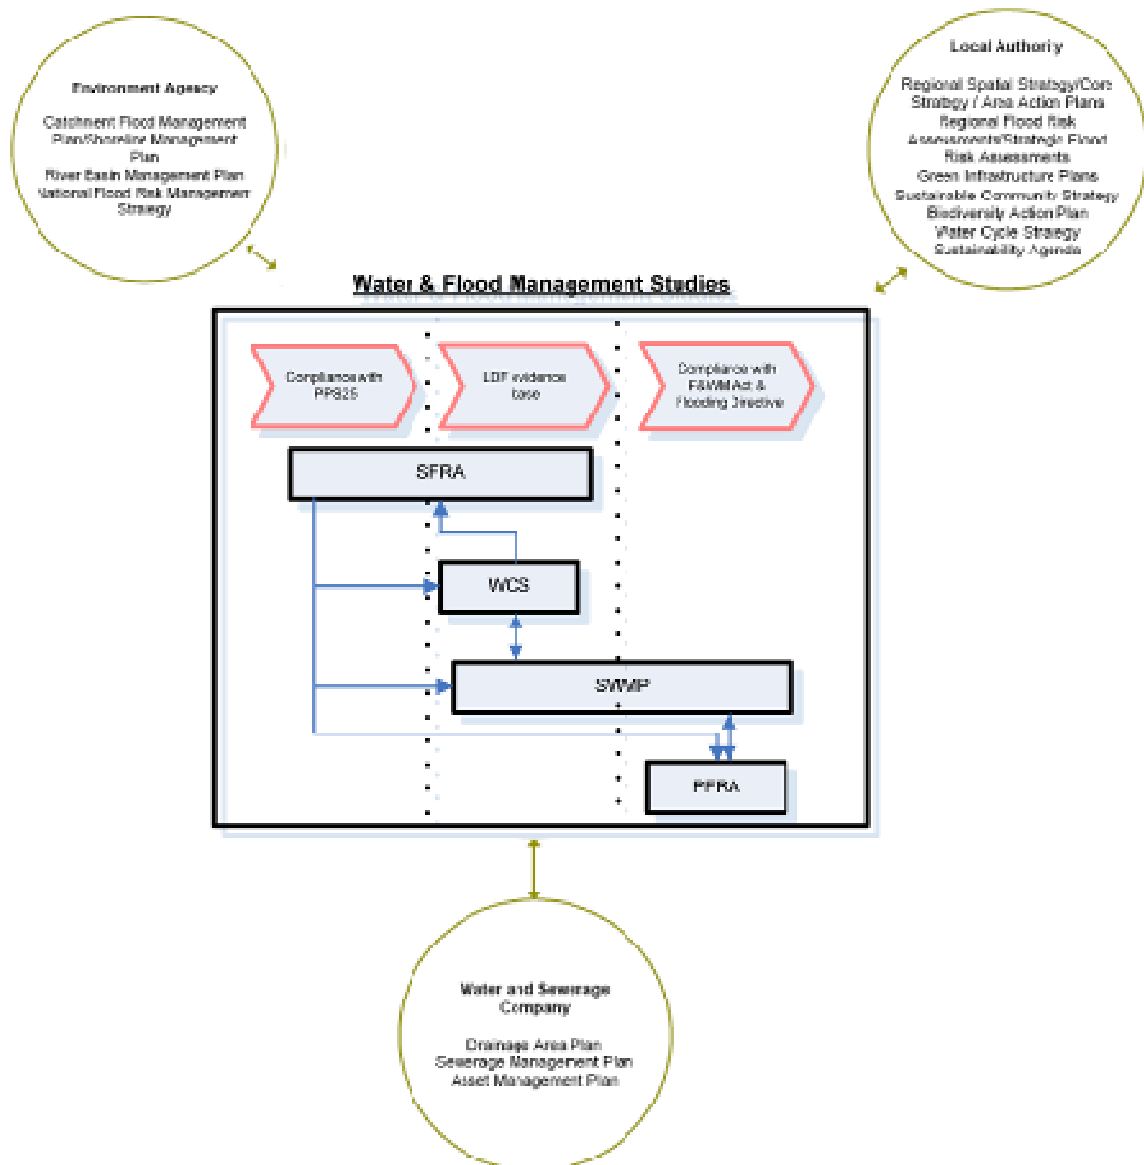 Environment Agency
Catchment Flood Management
Plan/Shoreline Management
Plan
River Basin Management Plan
National Flood Risk Management
Strategy
Local Authority
Regional Spatial Strategy/Core
Strategy / Area Action Plans
Regional Flood Risk
Assessments/Strategic Flood
Risk Assessments
Green Infrastructure Plans
Sustainable Community Strategy
Biodiversity Action Plan
Water Cycle Strategy
Sustainability Agenda
Water & Flood Management Studies
Compliance with
PPS25
LDF evidence
base
Compliance with
F&WM Act &
Flooding Directive
SFRA
WCS
SWMP
PFRA
Water and Sewerage
Company
Drainage Area Plan
Sewerage Management Plan
Asset Management Plan